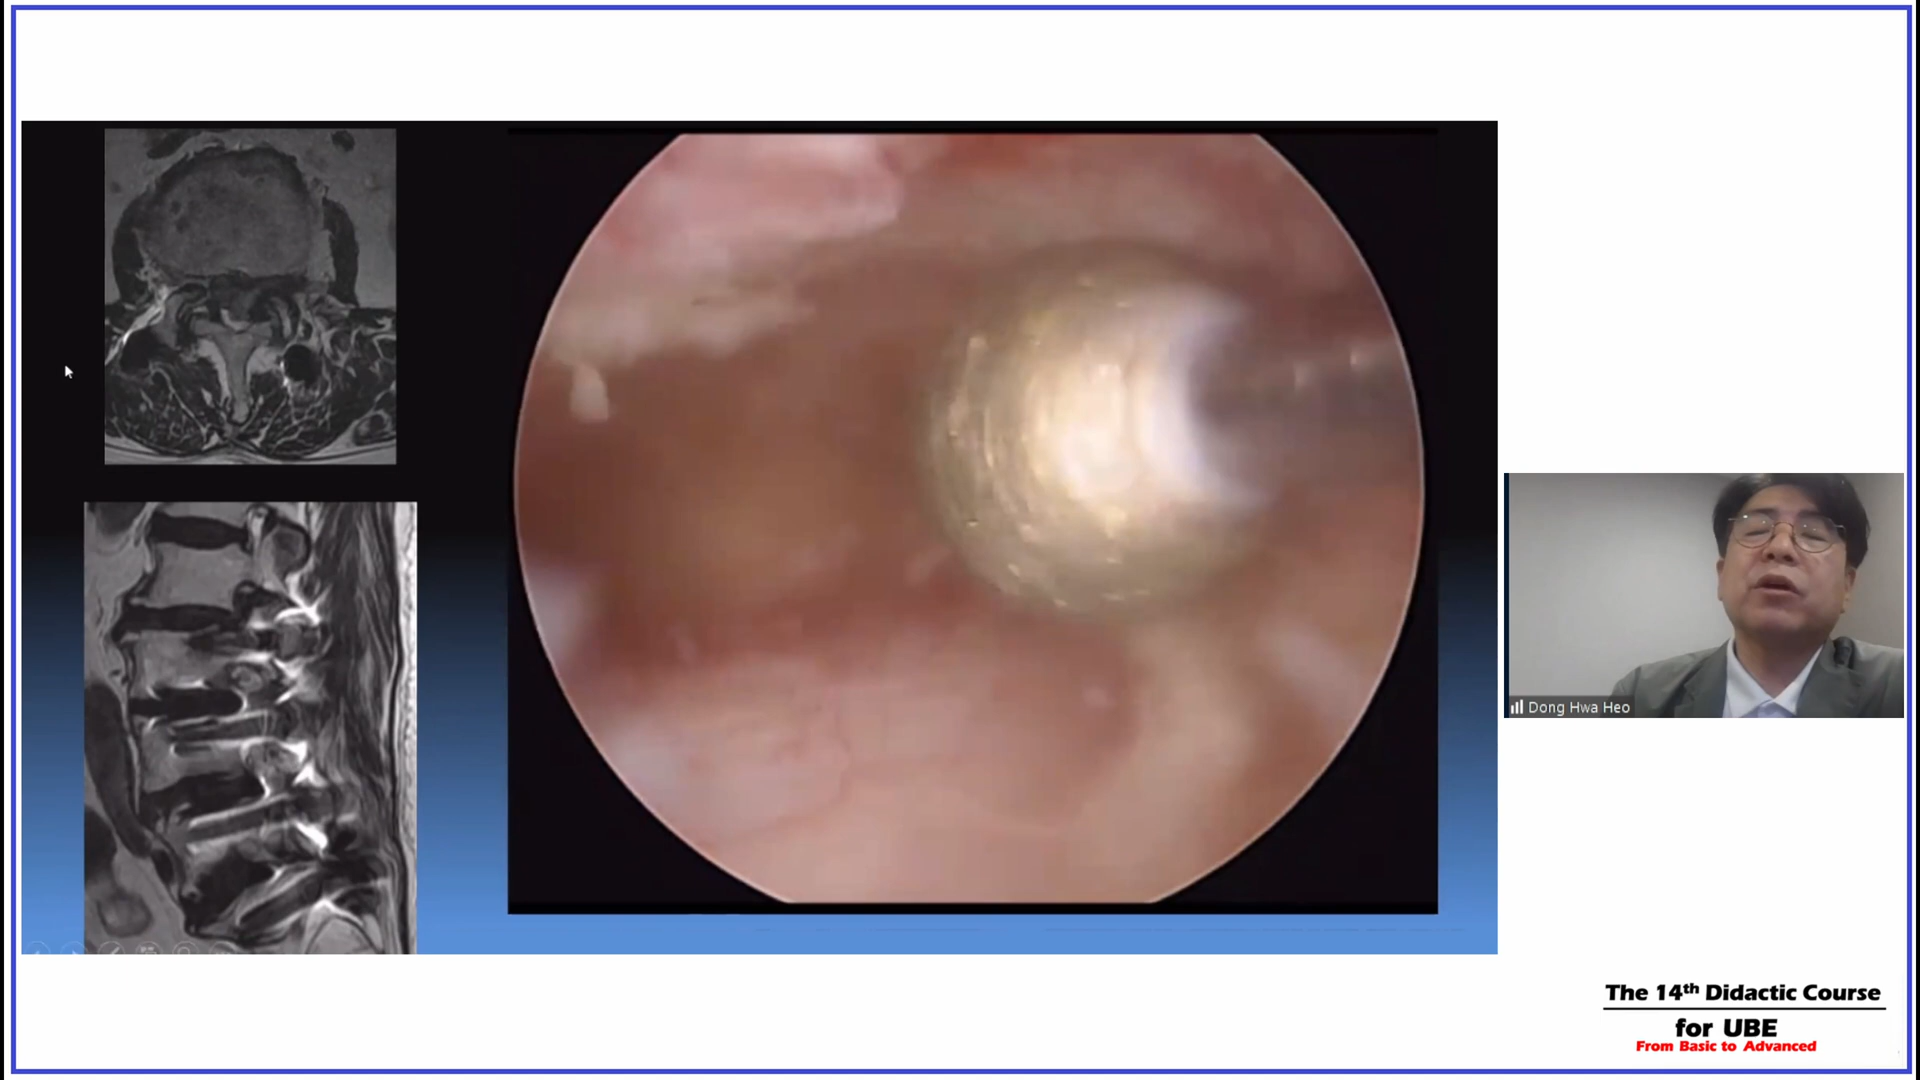 Dong Hwa Heo
The 14th Didactic Course
for UBE
From Basic to Advanced